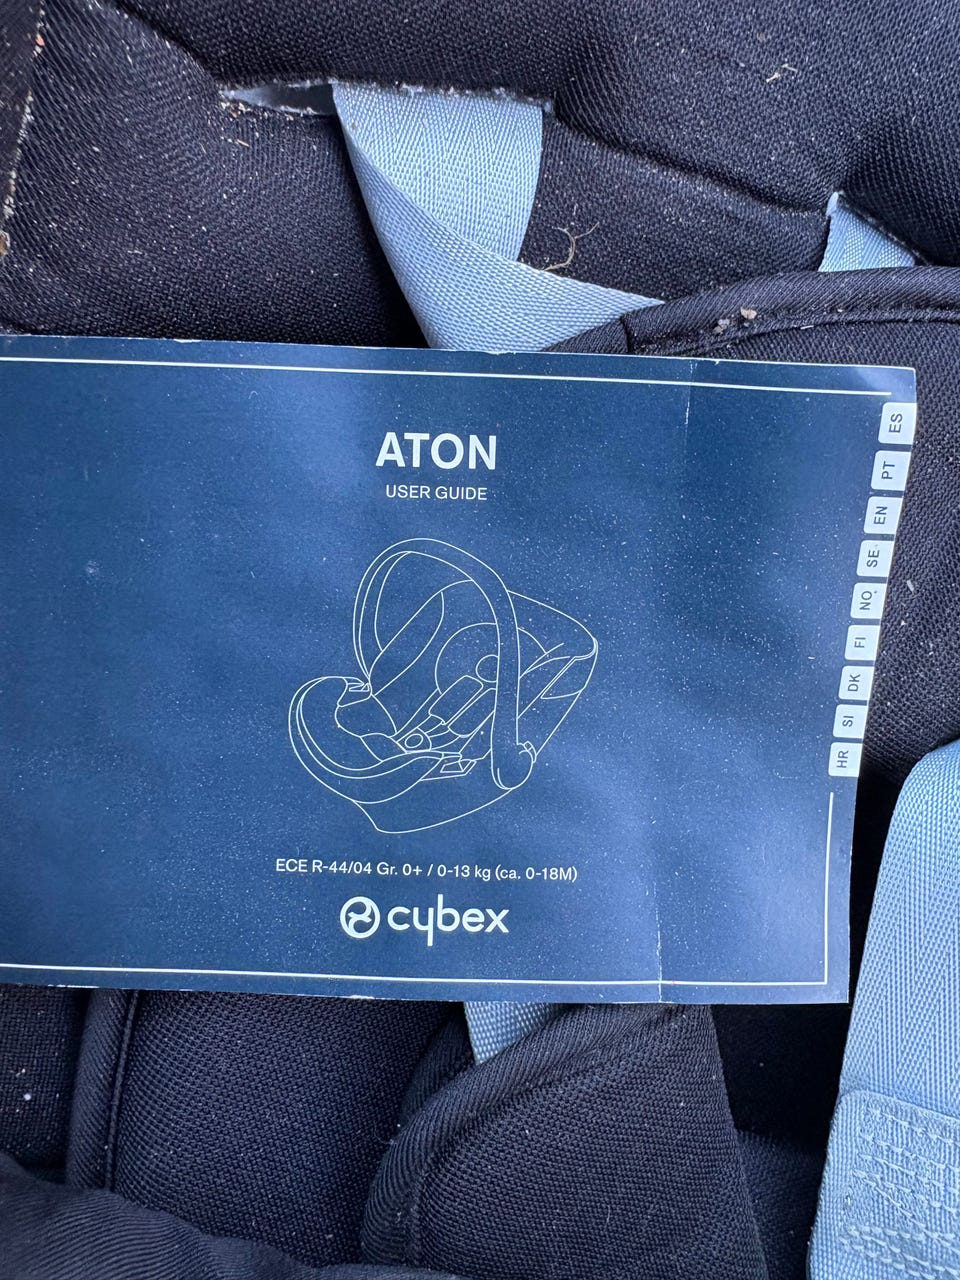 ATON
USER GUIDE
ES
PT
EN
SE
NO
FI
DK
SI
HR
ECE R-44/04 Gr. 0+ / 0-13 kg (ca. 0-18M)
cybex